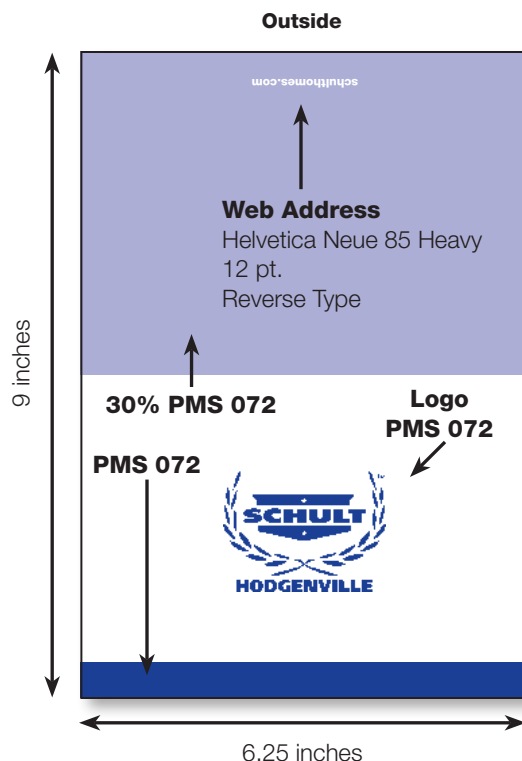 Outside
schulthomes.com
Web Address
Helvetica Neue 85 Heavy
12 pt.
Reverse Type
9 inches
30% PMS 072
Logo
PMS 072
PMS 072
SCHULT
HODGENVILLE
6.25 inches